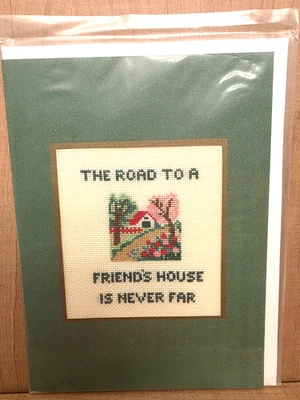 THE ROAD TO A
FRIEND'S HOUSE
IS NEVER FAR